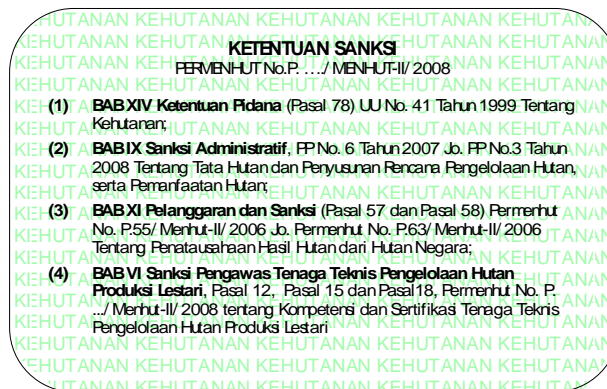 KETENTUAN SANKSI
PERMENHUT No.P. …./ MENHUT-II/ 2008
(1) BAB XIV Ketentuan Pidana (Pasal 78) UU No. 41 Tahun 1999 Tentang
Kehutanan;
(2) BAB IX Sanksi Administratif, PP No. 6 Tahun 2007 Jo. PP No.3 Tahun
2008 Tentang Tata Hutan dan Penyusunan Rencana Pengelolaan Hutan,
serta Pemanfaatan Hutan;
(3) BAB XI Pelanggaran dan Sanksi (Pasal 57 dan Pasal 58) Permenhut
No. P.55/ Menhut-II/ 2006 Jo. Permenhut No. P.63/ Menhut-II/ 2006
Tentang Penatausahaan Hasil Hutan dari Hutan Negara;
(4) BAB VI Sanksi Pengawas Tenaga Teknis Pengelolaan Hutan
Produksi Lestari, Pasal 12, Pasal 15 dan Pasal18, Permenhut No. P.
.../ Menhut-II/ 2008 tentang Kompetensi dan Sertifikasi Tenaga Teknis
Pengelolaan Hutan Produksi Lestari